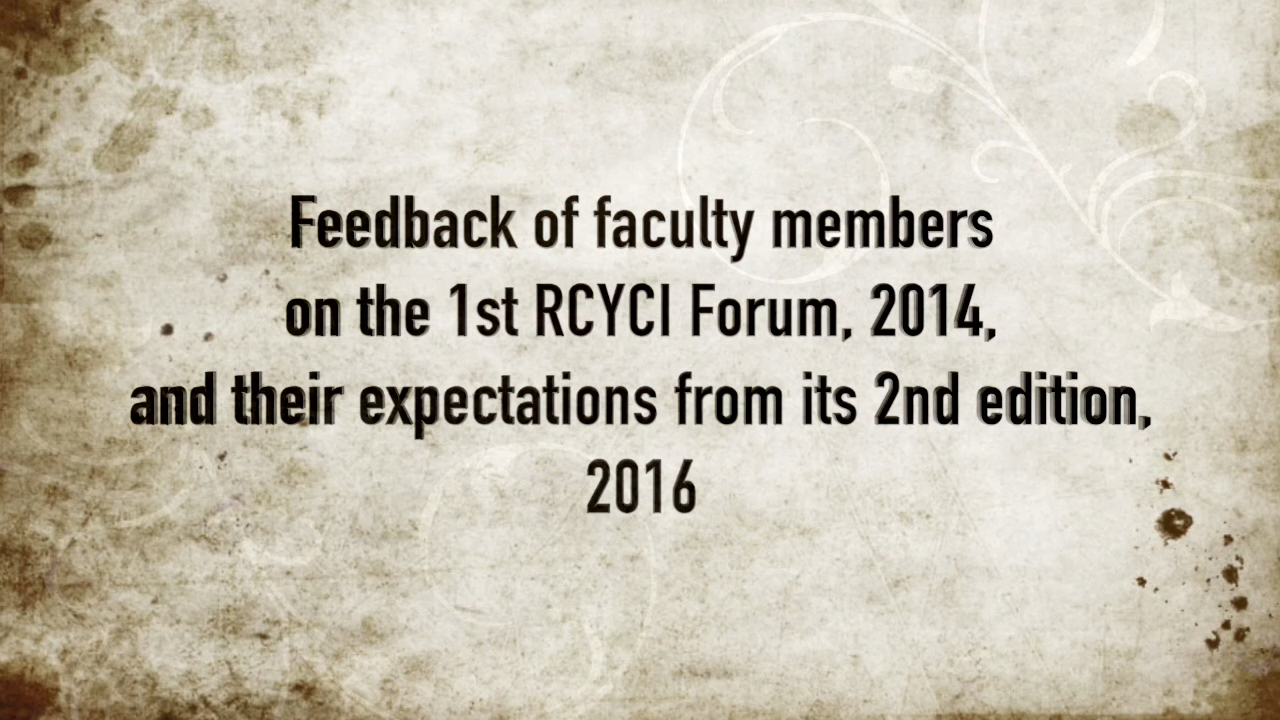 Feedback of faculty members
on the 1st RCYCI Forum, 2014,
and their expectations from its 2nd edition,
2016